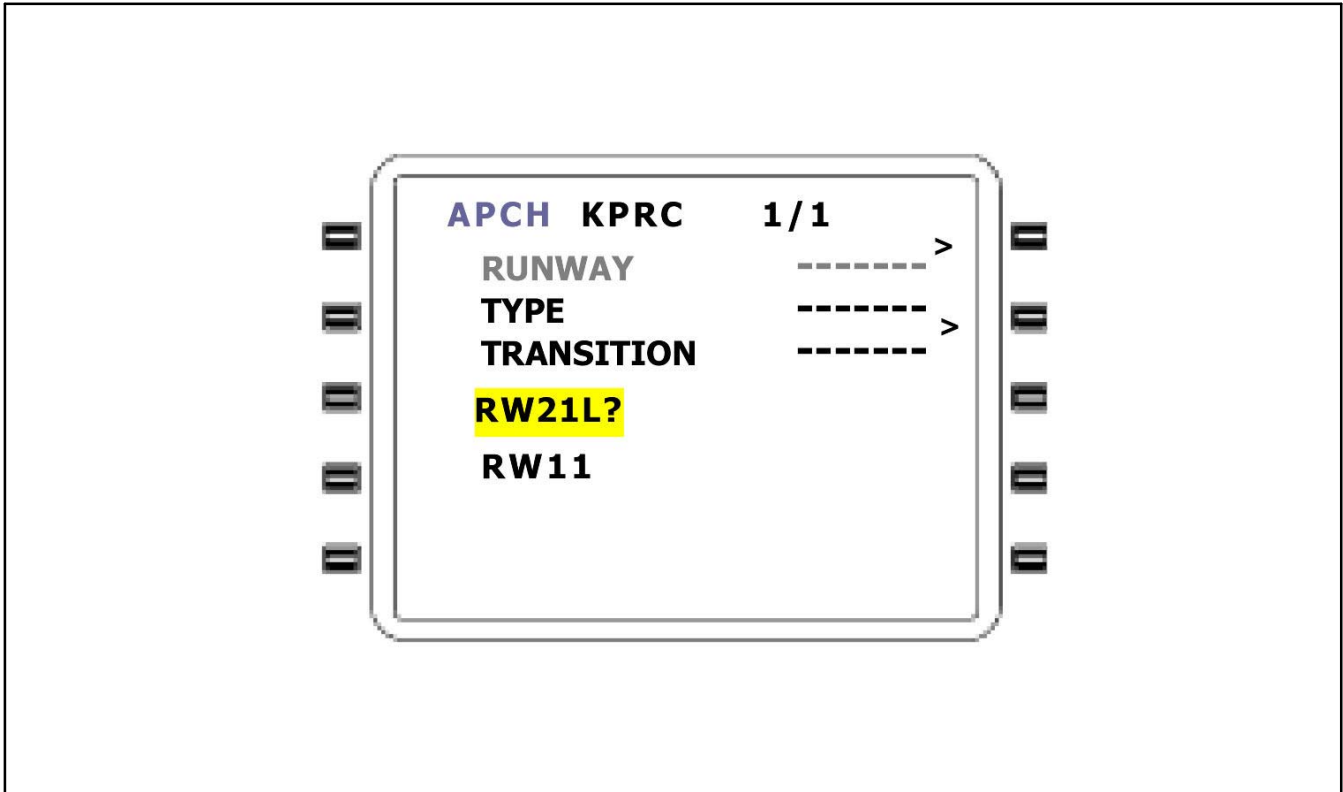 APCH KPRC 1/1
>
RUNWAY -------
TYPE -------
>
TRANSITION -------
RW21L?
RW11